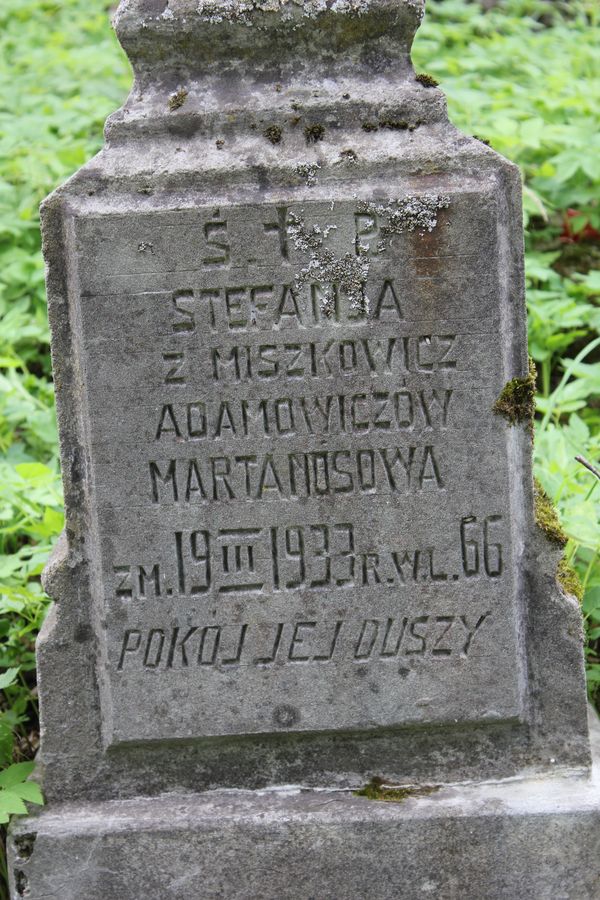 Ś † P
STEFANJA
Z MISZKOWICZ
ADAMOWICZÓW
MARTANOSOWA
ZM. 19 III 1933 R. W. L. 66
POKÓJ JEJ DUSZY